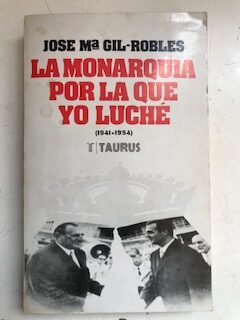 JOSE Mª GIL-ROBLES
LA MONARQUIA
POR LA QUE
YO LUCHÉ
(1941-1954)
TAURUS